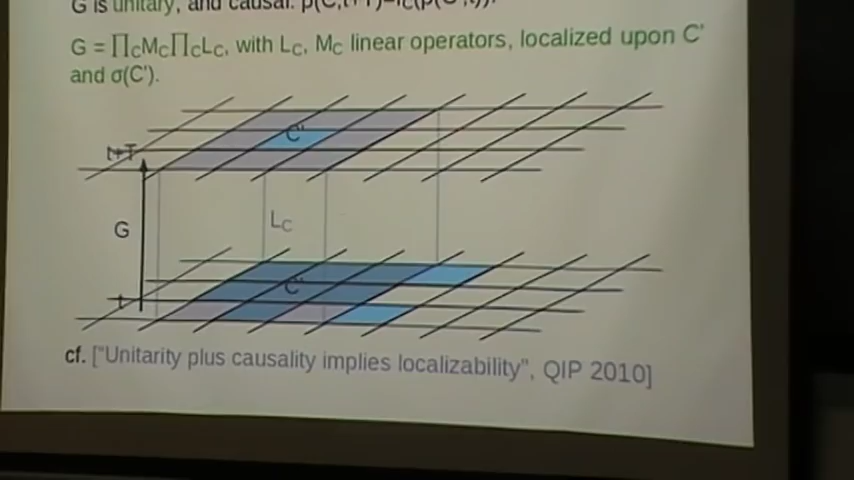 G is unitary, and causal: ρ(C,t+T)=f
G = ∏CMC∏CLC, with LC, MC linear operators, localized upon C'
and σ(C').
C'
t+T
LC
G
C'
t
cf. ["Unitarity plus causality implies localizability", QIP 2010]